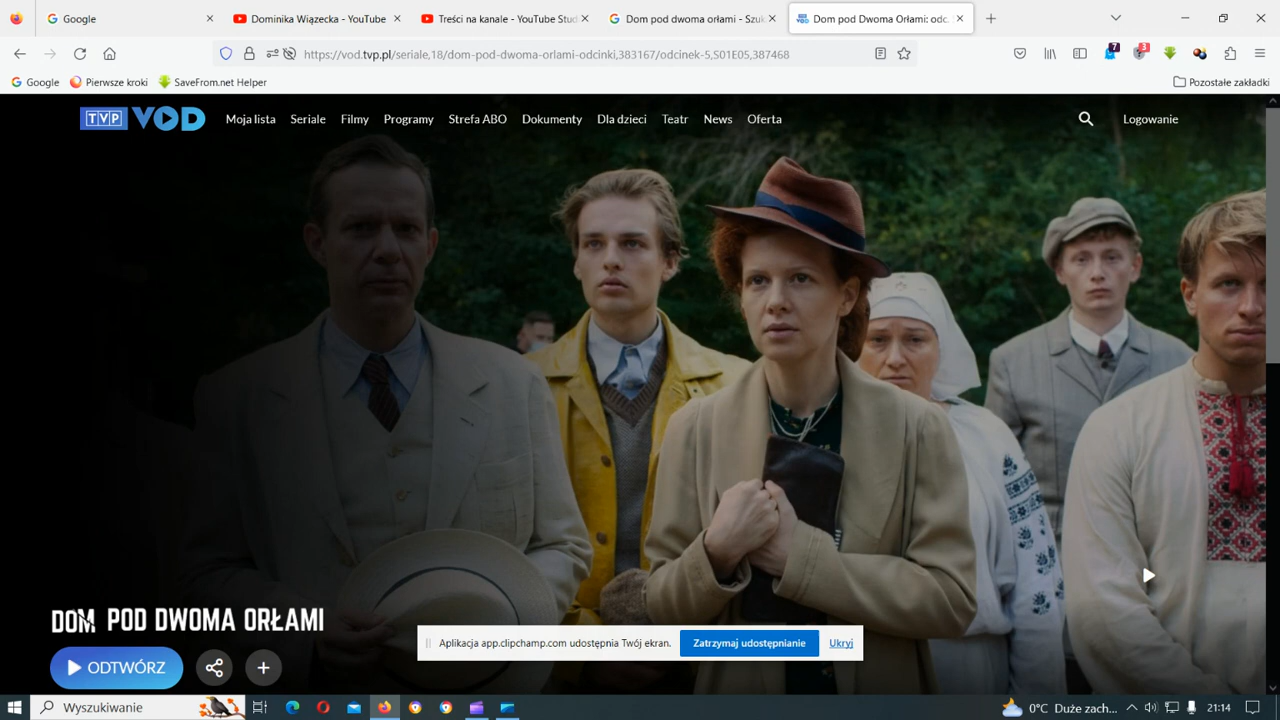 Google
Dominika Wiązecka - YouTube
Treści na kanale - YouTube Stud
Dom pod dwoma orłami - Szuk
Dom pod Dwoma Orłami: odc.
https://vod.tvp.pl/seriale,18/dom-pod-dwoma-orlami-odcinki,383167/odcinek-5,S01E05,387468
7
3
Google
Pierwsze kroki
SaveFrom.net Helper
Pozostałe zakładki
TVP VOD
Moja lista
Seriale
Filmy
Programy
Strefa ABO
Dokumenty
Dla dzieci
Teatr
News
Oferta
Logowanie
DOM POD DWOMA ORŁAMI
Aplikacja app.clipchamp.com udostępnia Twój ekran.
Zatrzymaj udostępnianie
Ukryj
ODTWÓRZ
Wyszukiwanie
0°C Duże zach...
21:14